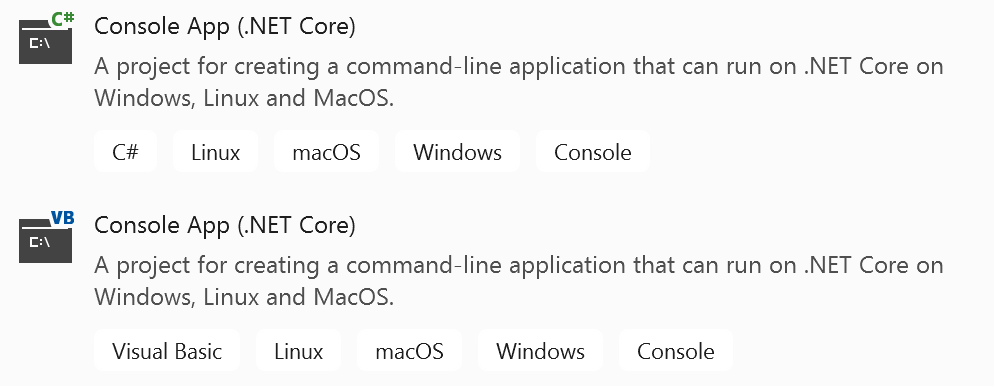 C#
C:\
Console App (.NET Core)
A project for creating a command-line application that can run on .NET Core on
Windows, Linux and MacOS.
C# Linux macOS Windows Console
VB
C:\
Console App (.NET Core)
A project for creating a command-line application that can run on .NET Core on
Windows, Linux and MacOS.
Visual Basic Linux macOS Windows Console